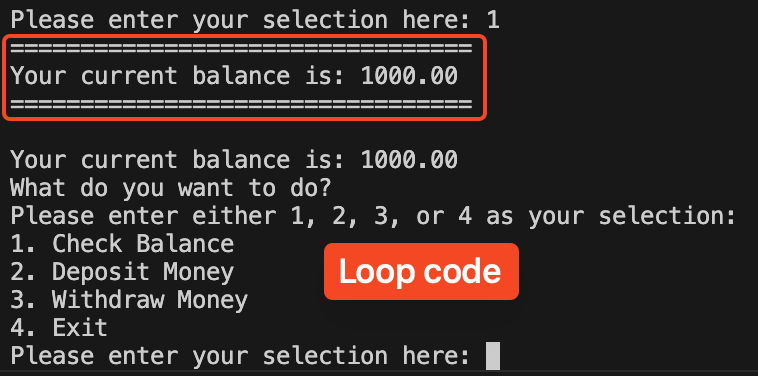 Please enter your selection here: 1
=================================
Your current balance is: 1000.00
=================================
Your current balance is: 1000.00
What do you want to do?
Please enter either 1, 2, 3, or 4 as your selection:
1. Check Balance
2. Deposit Money
3. Withdraw Money
4. Exit
Loop code
Please enter your selection here: